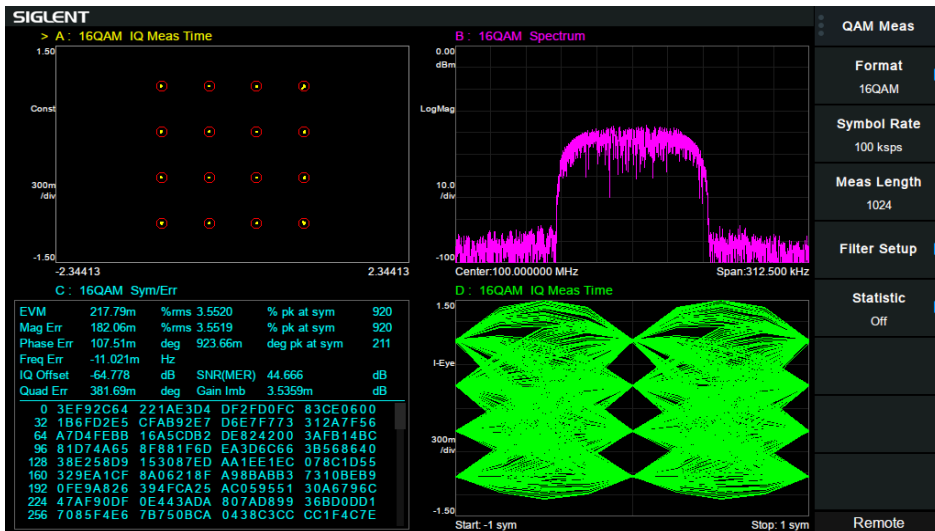 SIGLENT
> A: 16QAM IQ Meas Time
1.50
Const
300m
/div
-1.50
-2.34413
2.34413
B: 16QAM Spectrum
0.00
dBm
LogMag
10.0
/div
-100
Center:100.000000 MHz
Span:312.500 kHz
C: 16QAM Sym/Err
EVM 217.79m %rms 3.5520 % pk at sym 920
Mag Err 182.06m %rms 3.5519 % pk at sym 920
Phase Err 107.51m deg 923.66m deg pk at sym 211
Freq Err -11.021m Hz
IQ Offset -64.778 dB SNR(MER) 44.666 dB
Quad Err 381.69m deg Gain Imb 3.5359m dB
0 3EF92C64 221AE3D4 DF2FD0FC 83CE0600
32 1B6FD2E5 CFAB92E7 D6E7F773 312A7F56
64 A7D4FEBB 16A5CDB2 DE824200 3AFB14BC
96 81D74A65 8F881F6D EA3D6C66 3B568640
128 38E258D9 153087ED AA1EE1EC 078C1D55
160 329EA1CF 8A06218F A98BABB3 7310BEB9
192 0FE9A826 394FCA25 AC059551 30A6796C
224 47AF90DF 0E443ADA 807AD899 36BD0DD1
256 7085F4E6 7B750BCA 0438C3CC CC1F4C7E
D: 16QAM IQ Meas Time
1.50
I-Eye
300m
/div
-1.50
Start: -1 sym
Stop: 1 sym
QAM Meas
Format
16QAM
Symbol Rate
100 ksps
Meas Length
1024
Filter Setup
Statistic
Off
Remote